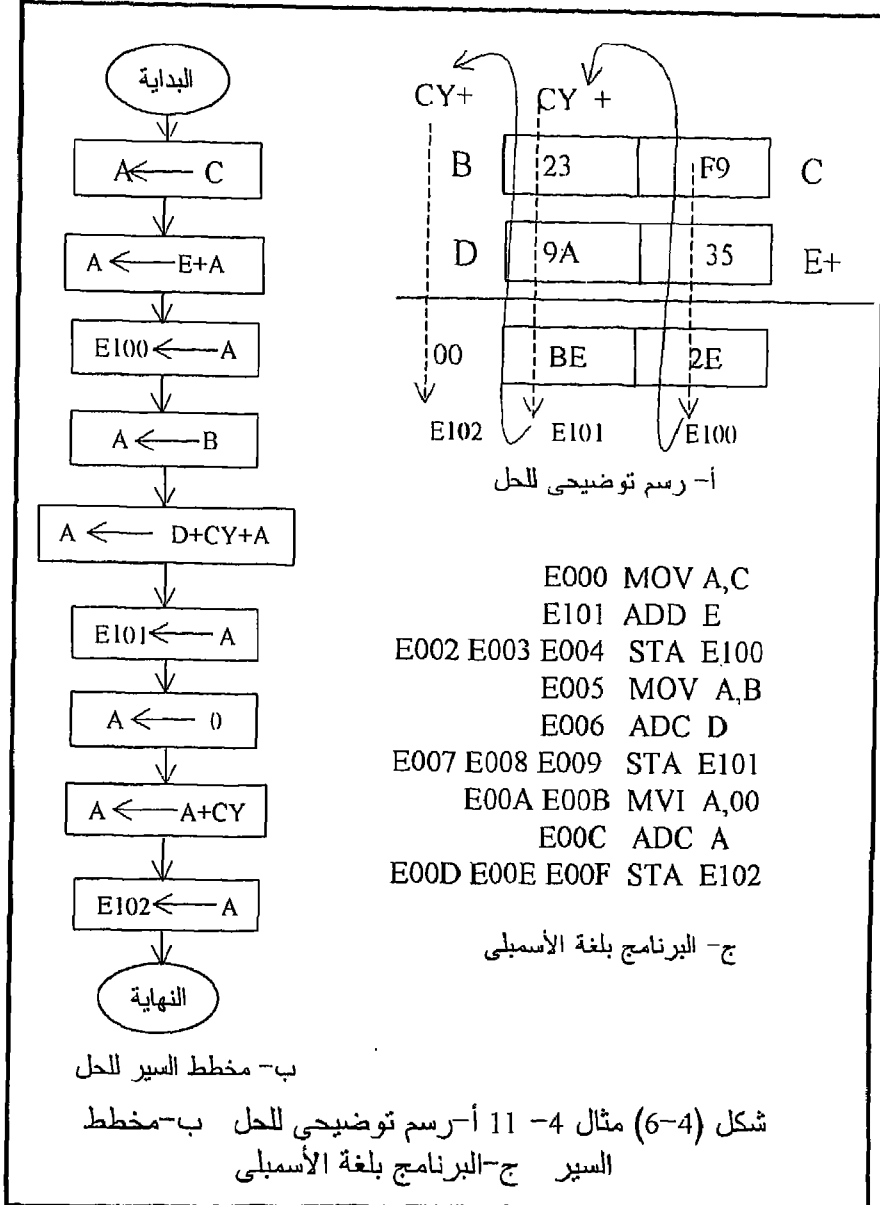 البداية
A ← C
A ← E+A
E100 ← A
A ← B
A ← D+CY+A
E101 ← A
A ← 0
A ← A+CY
E102 ← A
النهاية
ب- مخطط السير للحل
CY+ CY +
B 23 F9 C
D 9A 35 E+
00 BE 2E
E102 E101 E100
أ- رسم توضيحى للحل
E000 MOV A,C
E101 ADD E
E002 E003 E004 STA E100
E005 MOV A,B
E006 ADC D
E007 E008 E009 STA E101
E00A E00B MVI A,00
E00C ADC A
E00D E00E E00F STA E102
ج- البرنامج بلغة الأسمبلى
شكل (4-6) مثال 4- 11 أ-رسم توضيحى للحل ب-مخطط
السير ج-البرنامج بلغة الأسمبلى